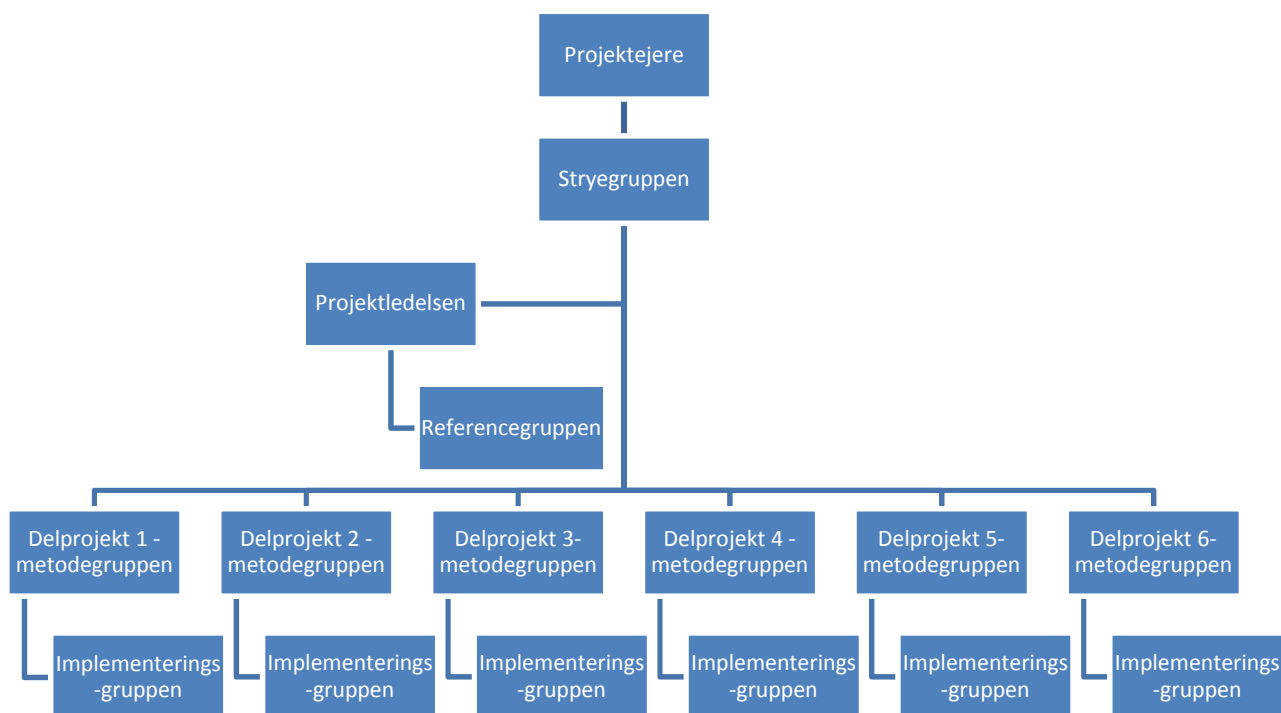 Projektejere
Stryegruppen
Projektledelsen
Referencegruppen
Delprojekt 1 -
metodegruppen
Delprojekt 2 -
metodegruppen
Delprojekt 3-
metodegruppen
Delprojekt 4 -
metodegruppen
Delprojekt 5-
metodegruppen
Delprojekt 6-
metodegruppen
Implementerings
-gruppen
Implementerings
-gruppen
Implementerings
-gruppen
Implementerings
-gruppen
Implementerings
-gruppen
Implementerings
-gruppen